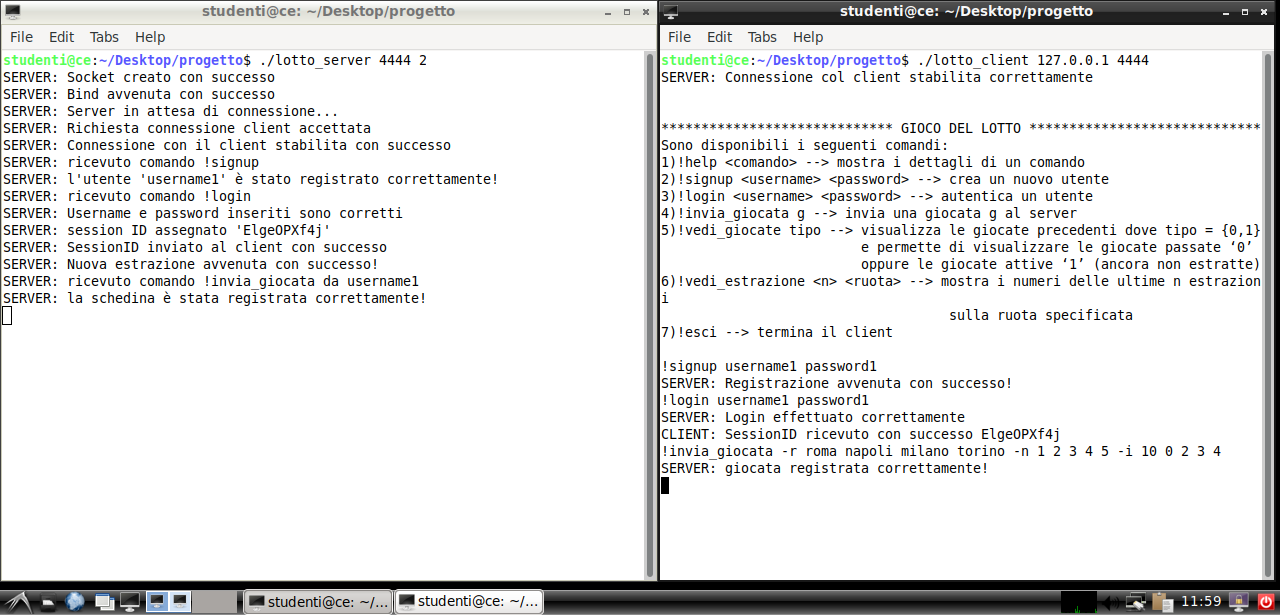 studenti@ce: ~/Desktop/progetto
File Edit Tabs Help
studenti@ce:~/Desktop/progetto$ ./lotto_server 4444 2
SERVER: Socket creato con successo
SERVER: Bind avvenuta con successo
SERVER: Server in attesa di connessione...
SERVER: Richiesta connessione client accettata
SERVER: Connessione con il client stabilita con successo
SERVER: ricevuto comando !signup
SERVER: l'utente 'username1' è stato registrato correttamente!
SERVER: ricevuto comando !login
SERVER: Username e password inseriti sono corretti
SERVER: session ID assegnato 'ElgeOPXf4j'
SERVER: SessionID inviato al client con successo
SERVER: Nuova estrazione avvenuta con successo!
SERVER: ricevuto comando !invia_giocata da username1
SERVER: la schedina è stata registrata correttamente!
studenti@ce: ~/Desktop/progetto
File Edit Tabs Help
studenti@ce:~/Desktop/progetto$ ./lotto_client 127.0.0.1 4444
SERVER: Connessione col client stabilita correttamente
***************************** GIOCO DEL LOTTO *****************************
Sono disponibili i seguenti comandi:
1)!help <comando> --> mostra i dettagli di un comando
2)!signup <username> <password> --> crea un nuovo utente
3)!login <username> <password> --> autentica un utente
4)!invia_giocata g --> invia una giocata g al server
5)!vedi_giocate tipo --> visualizza le giocate precedenti dove tipo = {0,1}
e permette di visualizzare le giocate passate ‘0’
oppure le giocate attive ‘1’ (ancora non estratte)
6)!vedi_estrazione <n> <ruota> --> mostra i numeri delle ultime n estrazion
i
sulla ruota specificata
7)!esci --> termina il client
!signup username1 password1
SERVER: Registrazione avvenuta con successo!
!login username1 password1
SERVER: Login effettuato correttamente
CLIENT: SessionID ricevuto con successo ElgeOPXf4j
!invia_giocata -r roma napoli milano torino -n 1 2 3 4 5 -i 10 0 2 3 4
SERVER: giocata registrata correttamente!
studenti@ce: ~/...
studenti@ce: ~/...
11:59